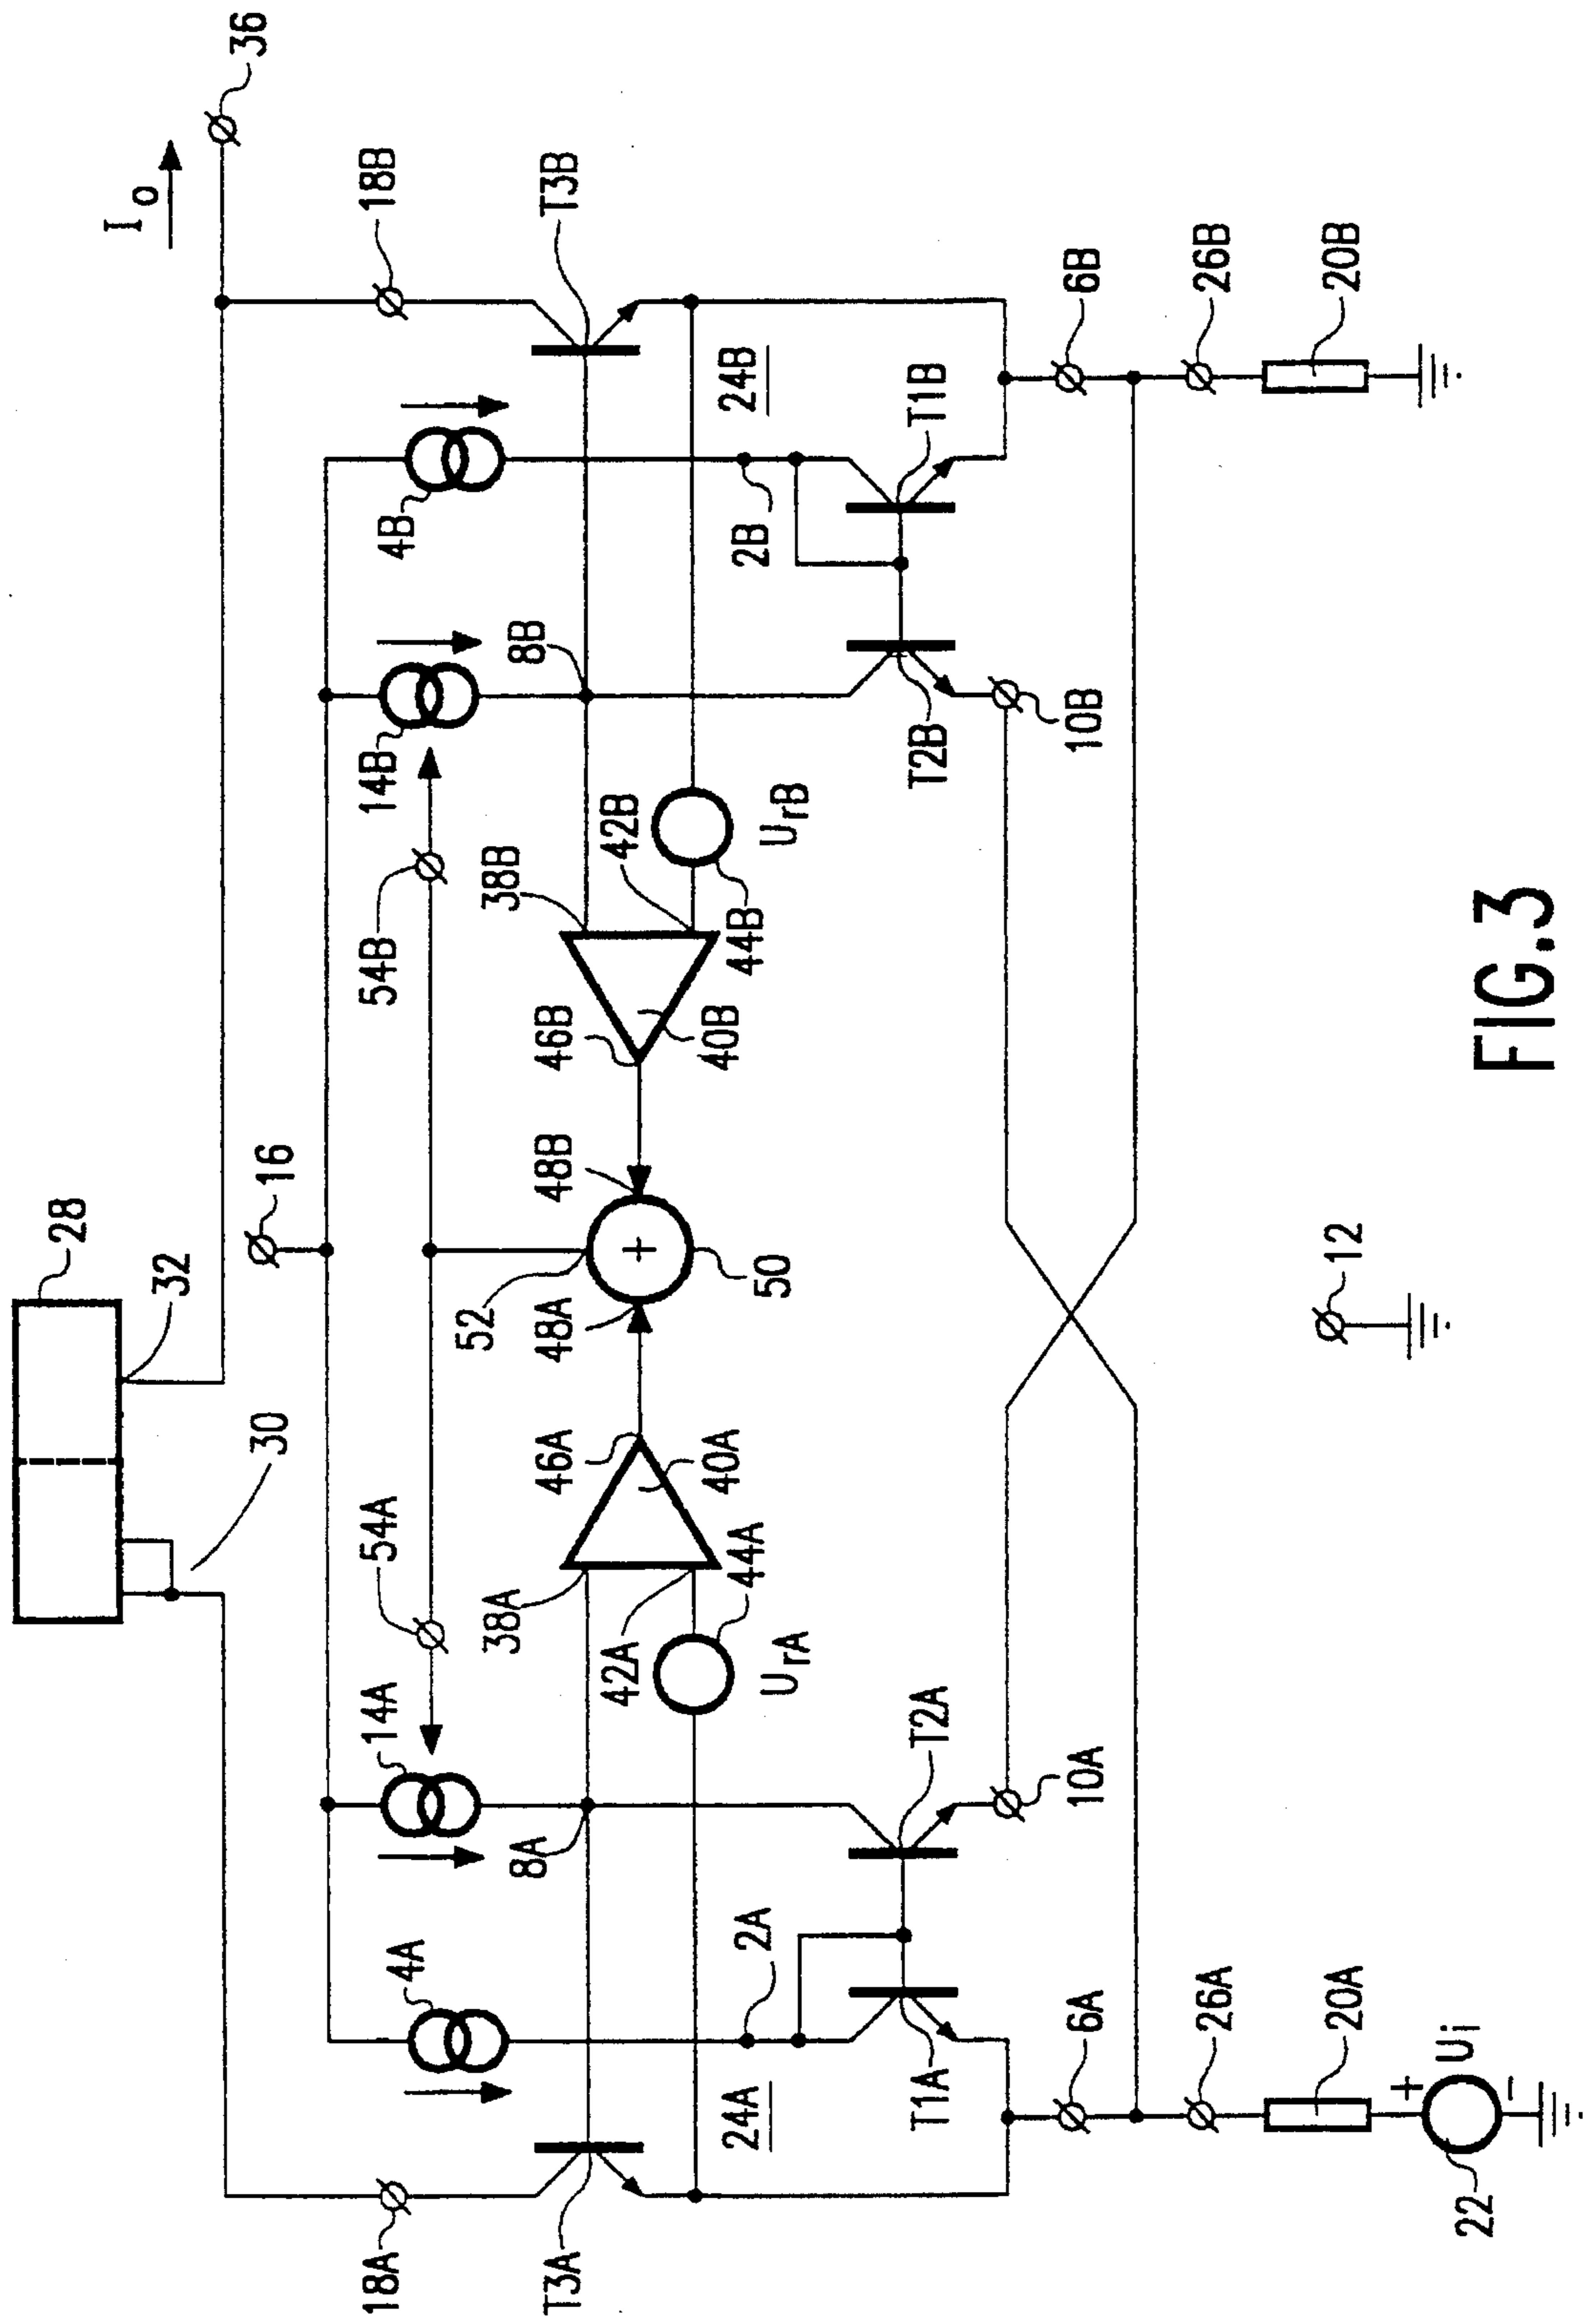 28
32
30
16
I₀
36
18A
4A
14A
54A
54B
14B
4B
18B
52
T3A
8A
38A
46A
48A
48B
46B
38B
8B
T3B
42A
40A
50
40B
42B
24A
2A
UrA
44A
44B
UrB
2B
24B
T1A
T2A
T2B
T1B
6A
10A
10B
6B
26A
12
26B
20A
20B
+
Ui
-
22
+
FIG.3